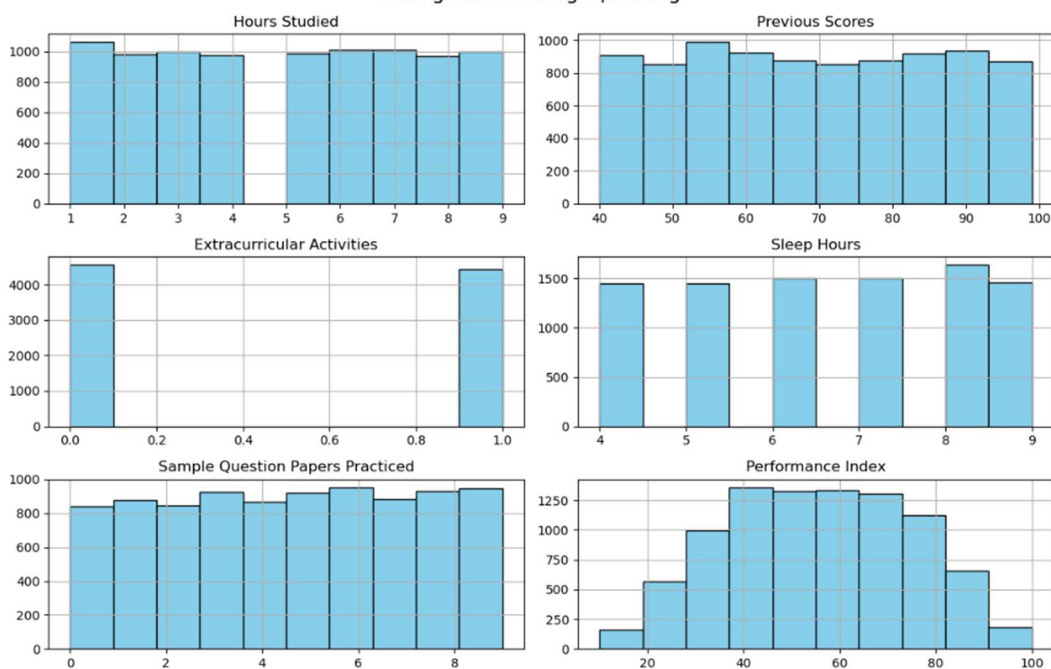 Hours Studied
1000
800
600
400
200
0
1 2 3 4 5 6 7 8 9
Previous Scores
1000
800
600
400
200
0
40 50 60 70 80 90 100
Extracurricular Activities
4000
3000
2000
1000
0
0.0 0.2 0.4 0.6 0.8 1.0
Sleep Hours
1500
1000
500
0
4 5 6 7 8 9
Sample Question Papers Practiced
1000
800
600
400
200
0
0 2 4 6 8
Performance Index
1250
1000
750
500
250
0
20 40 60 80 100